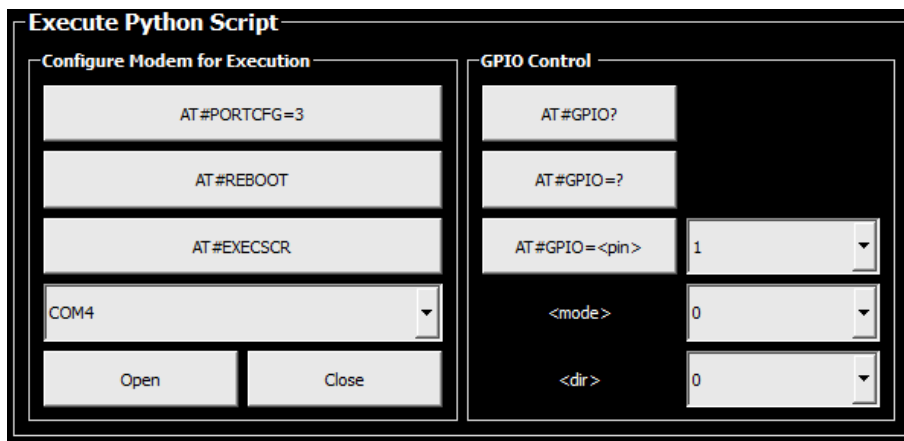 Execute Python Script
Configure Modem for Execution
AT#PORTCFG=3
AT#REBOOT
AT#EXECSCR
COM4
Open
Close
GPIO Control
AT#GPIO?
AT#GPIO=?
AT#GPIO=<pin>
1
<mode>
0
<dir>
0